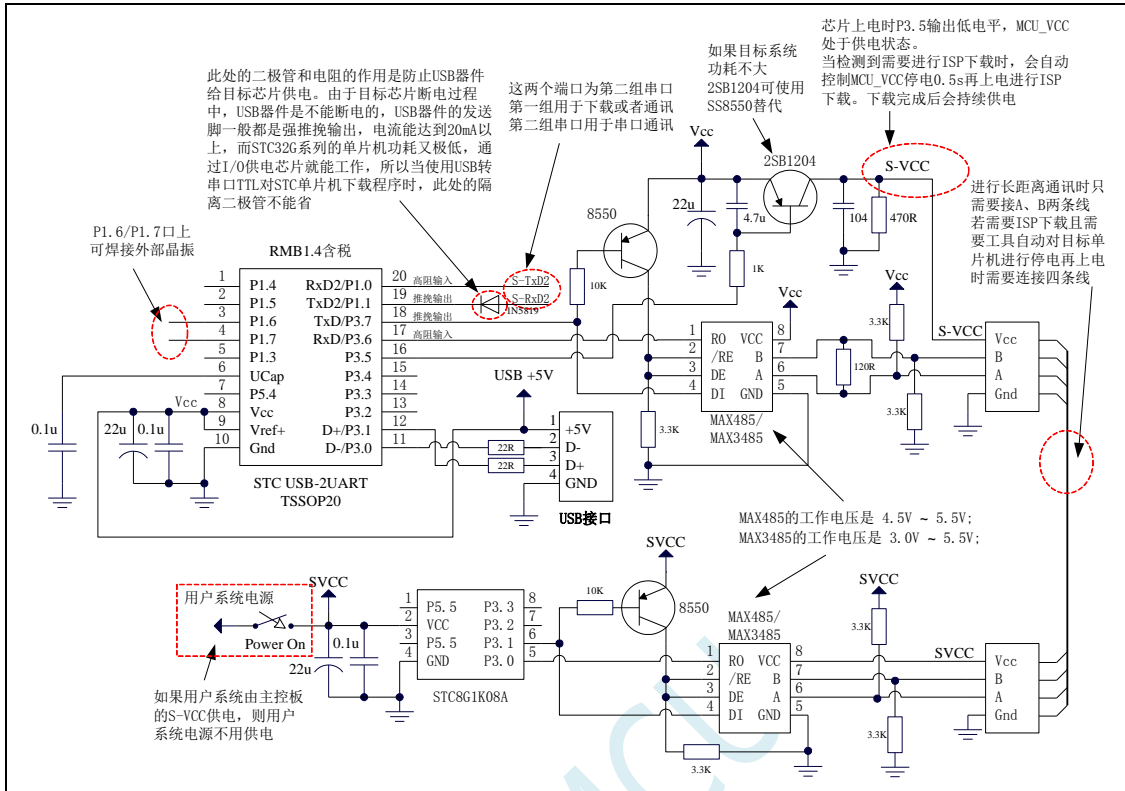 芯片上电时P3.5输出低电平，MCU_VCC
处于供电状态。
当检测到需要进行ISP下载时，会自动
控制MCU_VCC停电0.5s再上电进行ISP
下载。下载完成后会持续供电
如果目标系统
功耗不大
2SB1204可使用
SS8550替代
此处的二极管和电阻的作用是防止USB器件
给目标芯片供电。由于目标芯片断电过程
中，USB器件是不能断电的，USB器件的发送
脚一般都是强推挽输出，电流能达到20mA以
上，而STC32G系列的单片机功耗又极低，通
过I/O供电芯片就能工作，所以当使用USB转
串口TTL对STC单片机下载程序时，此处的隔
离二极管不能省
这两个端口为第二组串口
第一组用于下载或者通讯
第二组串口用于串口通讯
进行长距离通讯时只
需要接A、B两条线
若需要ISP下载且需
要工具自动对目标单
片机进行停电再上电
时需要连接四条线
P1.6/P1.7口上
可焊接外部晶振
Vcc
2SB1204
S-VCC
22u
4.7u
104
470R
8550
10K
1K
RMB1.4含税
1 P1.4 RxD2/P1.0 20 高阻输入 S-TxD2
2 P1.5 TxD2/P1.1 19 推挽输出 S-RxD2
1N5819
3 P1.6 TxD/P3.7 18 推挽输出
4 P1.7 RxD/P3.6 17 高阻输入
5 P1.3 P3.5 16
6 UCap P3.4 15
7 P5.4 P3.3 14
8 Vcc P3.2 13
9 Vref+ D+/P3.1 12
10 Gnd D-/P3.0 11
STC USB-2UART
TSSOP20
Vcc
0.1u
22u
0.1u
USB +5V
22R
22R
1 +5V
2 D-
3 D+
4 GND
USB接口
3.3K
Vcc
1 RO VCC 8
2 /RE B 7
3 DE A 6
4 DI GND 5
MAX485/
MAX3485
120R
Vcc
3.3K
3.3K
S-VCC
Vcc
B
A
Gnd
MAX485的工作电压是 4.5V ~ 5.5V;
MAX3485的工作电压是 3.0V ~ 5.5V;
用户系统电源
Power On
SVCC
22u
0.1u
如果用户系统由主控板
的S-VCC供电，则用户
系统电源不用供电
1 P5.5 P3.3 8
2 VCC P3.2 7
3 P5.5 P3.1 6
4 GND P3.0 5
STC8G1K08A
10K
SVCC
8550
3.3K
MAX485/
MAX3485
1 RO VCC 8
2 /RE B 7
3 DE A 6
4 DI GND 5
SVCC
3.3K
3.3K
SVCC
Vcc
B
A
Gnd